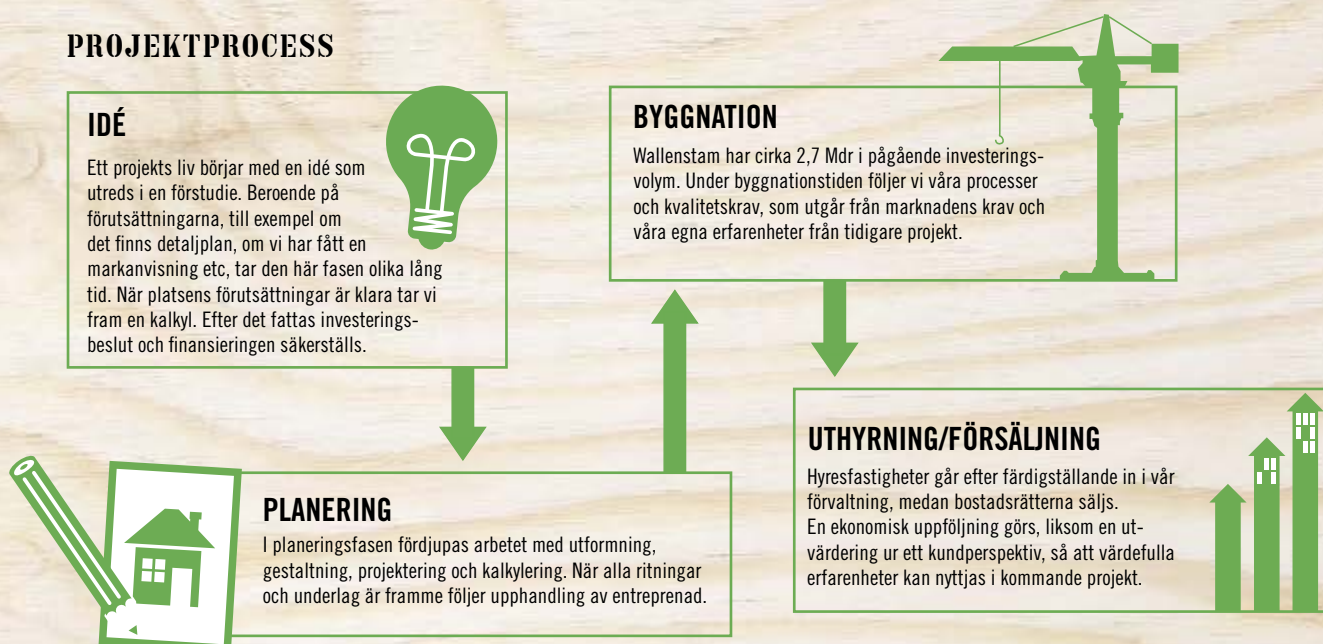 PROJEKTPROCESS
IDÉ
Ett projekts liv börjar med en idé som
utreds i en förstudie. Beroende på
förutsättningarna, till exempel om
det finns detaljplan, om vi har fått en
markanvisning etc, tar den här fasen olika lång
tid. När platsens förutsättningar är klara tar vi
fram en kalkyl. Efter det fattas investerings-
beslut och finansieringen säkerställs.
PLANERING
I planeringsfasen fördjupas arbetet med utformning,
gestaltning, projektering och kalkylering. När alla ritningar
och underlag är framme följer upphandling av entreprenad.
BYGGNATION
Wallenstam har cirka 2,7 Mdr i pågående investerings-
volym. Under byggnationstiden följer vi våra processer
och kvalitetskrav, som utgår från marknadens krav och
våra egna erfarenheter från tidigare projekt.
UTHYRNING/FÖRSÄLJNING
Hyresfastigheter går efter färdigställande in i vår
förvaltning, medan bostadsrätterna säljs.
En ekonomisk uppföljning görs, liksom en ut-
värdering ur ett kundperspektiv, så att värdefulla
erfarenheter kan nyttjas i kommande projekt.